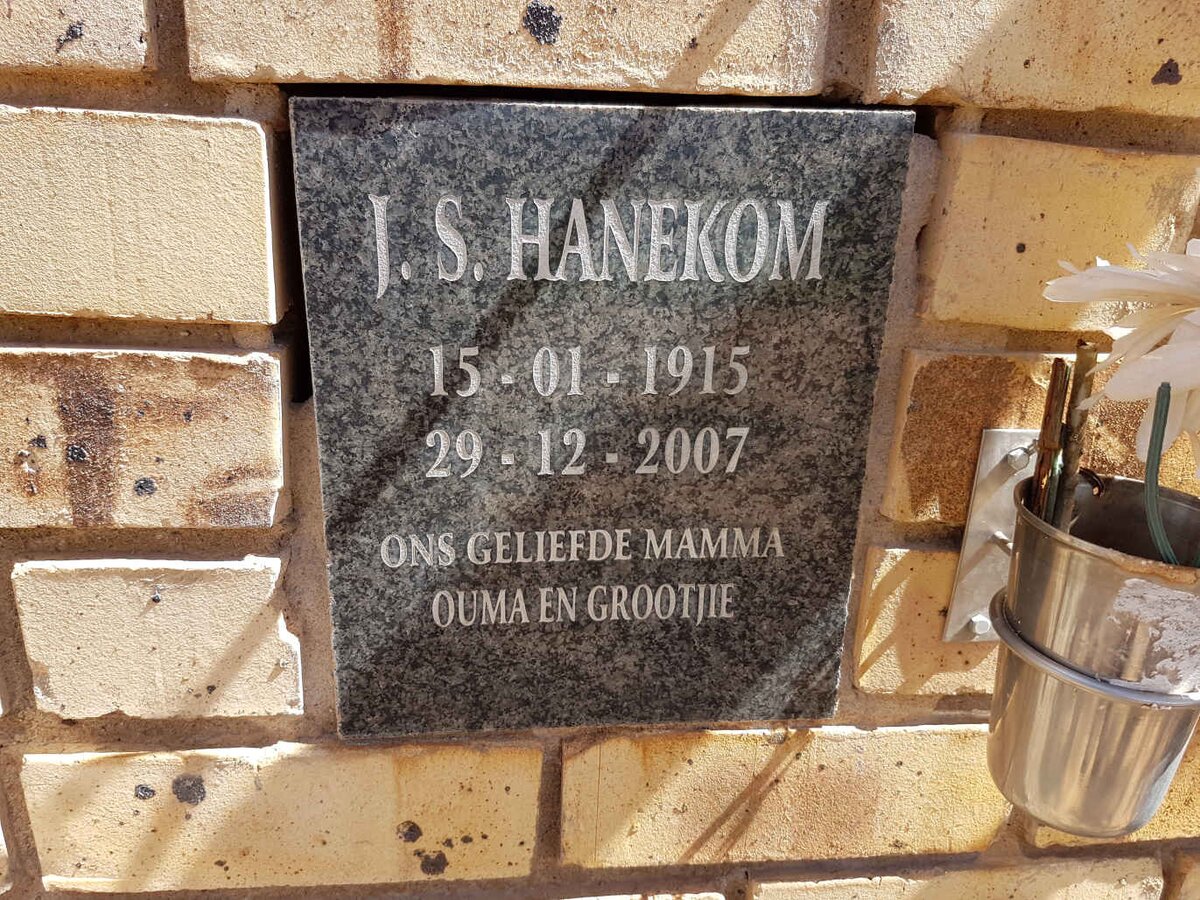 J. S. HANEKOM
15 - 01 - 1915
29 - 12 - 2007
ONS GELIEFDE MAMMA
OUMA EN GROOTJIE